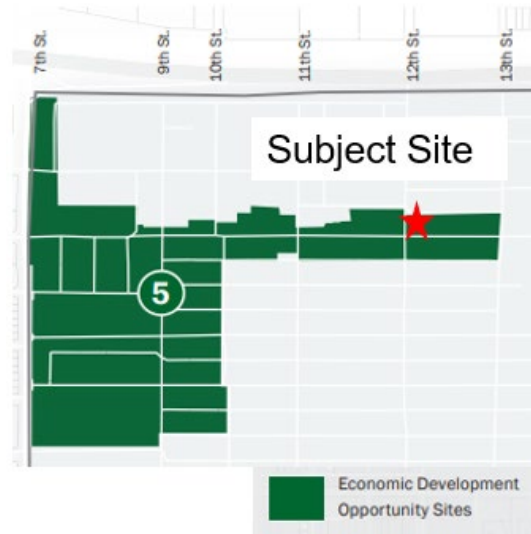 7th St.
9th St.
10th St.
11th St.
12th St.
13th St.
Subject Site
5
Economic Development
Opportunity Sites